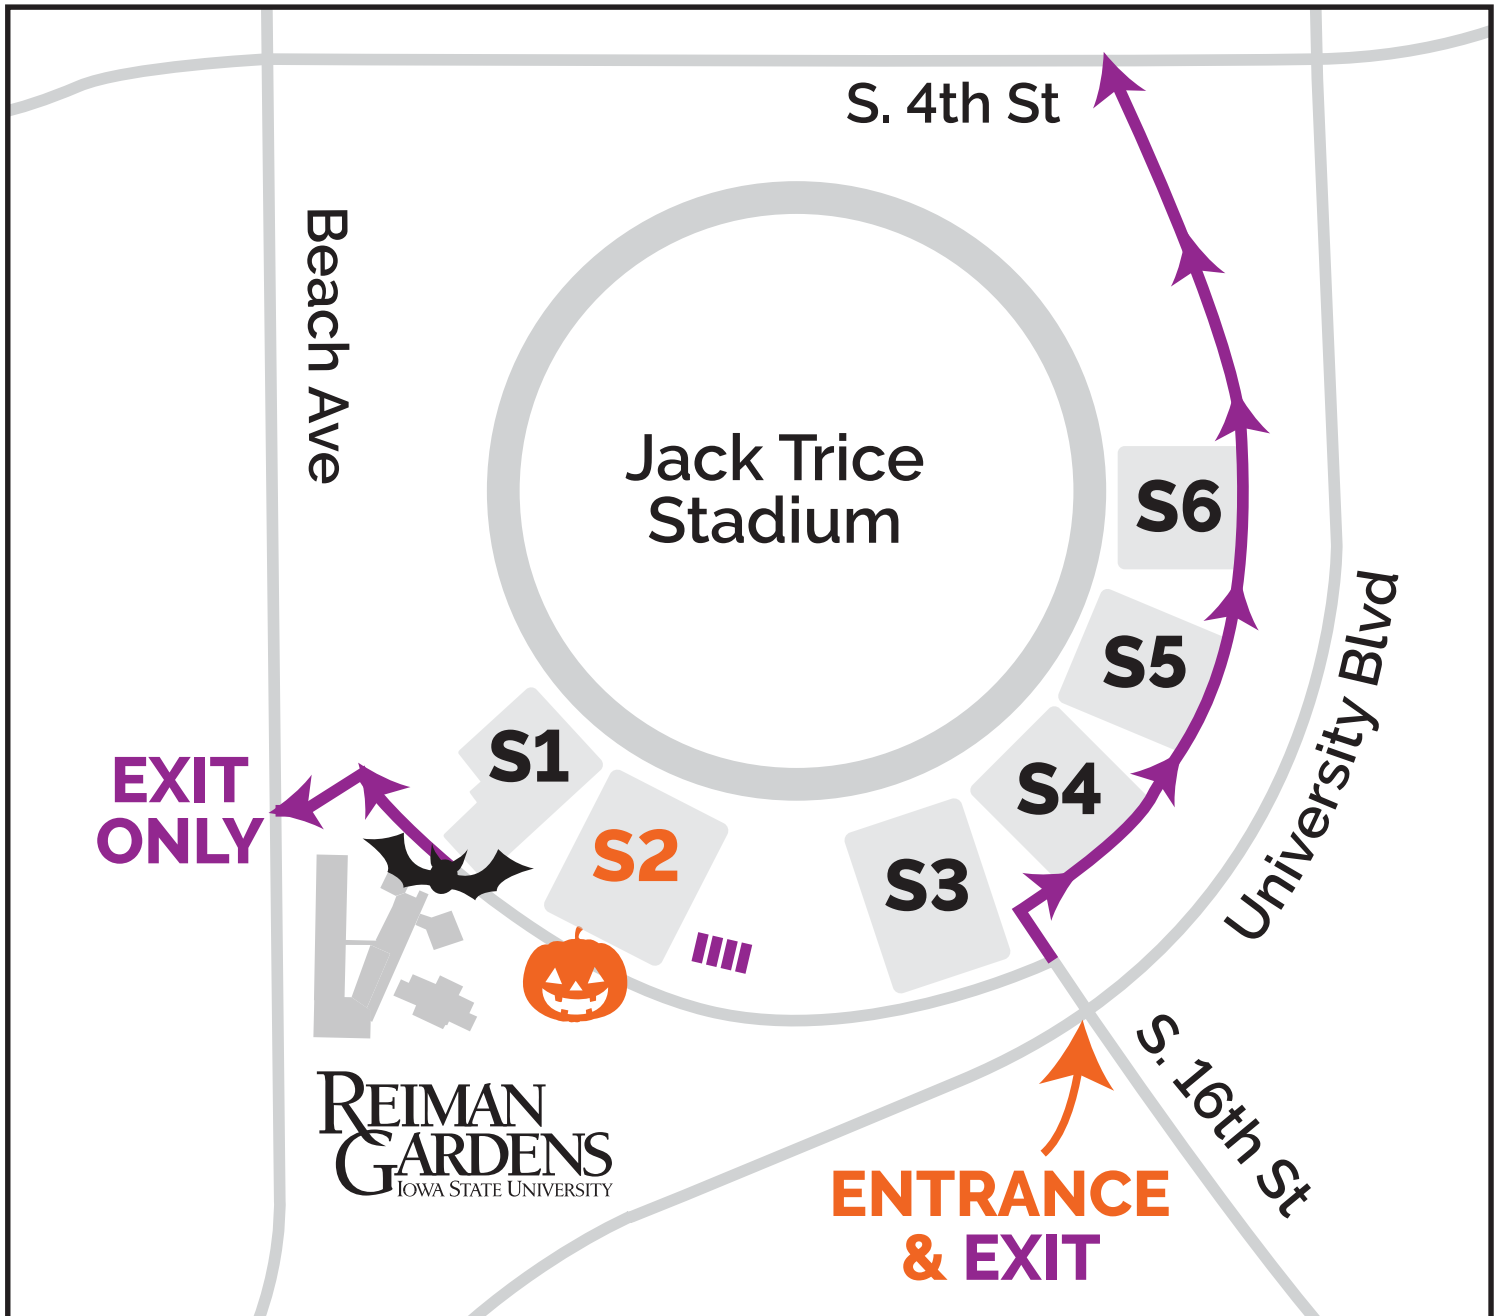 S. 4th St
Beach Ave
Jack Trice
Stadium
S6
S5
S1
S4
EXIT
ONLY
S2
S3
University Blvd
S. 16th St
REIMAN
GARDENS
IOWA STATE UNIVERSITY
ENTRANCE
& EXIT